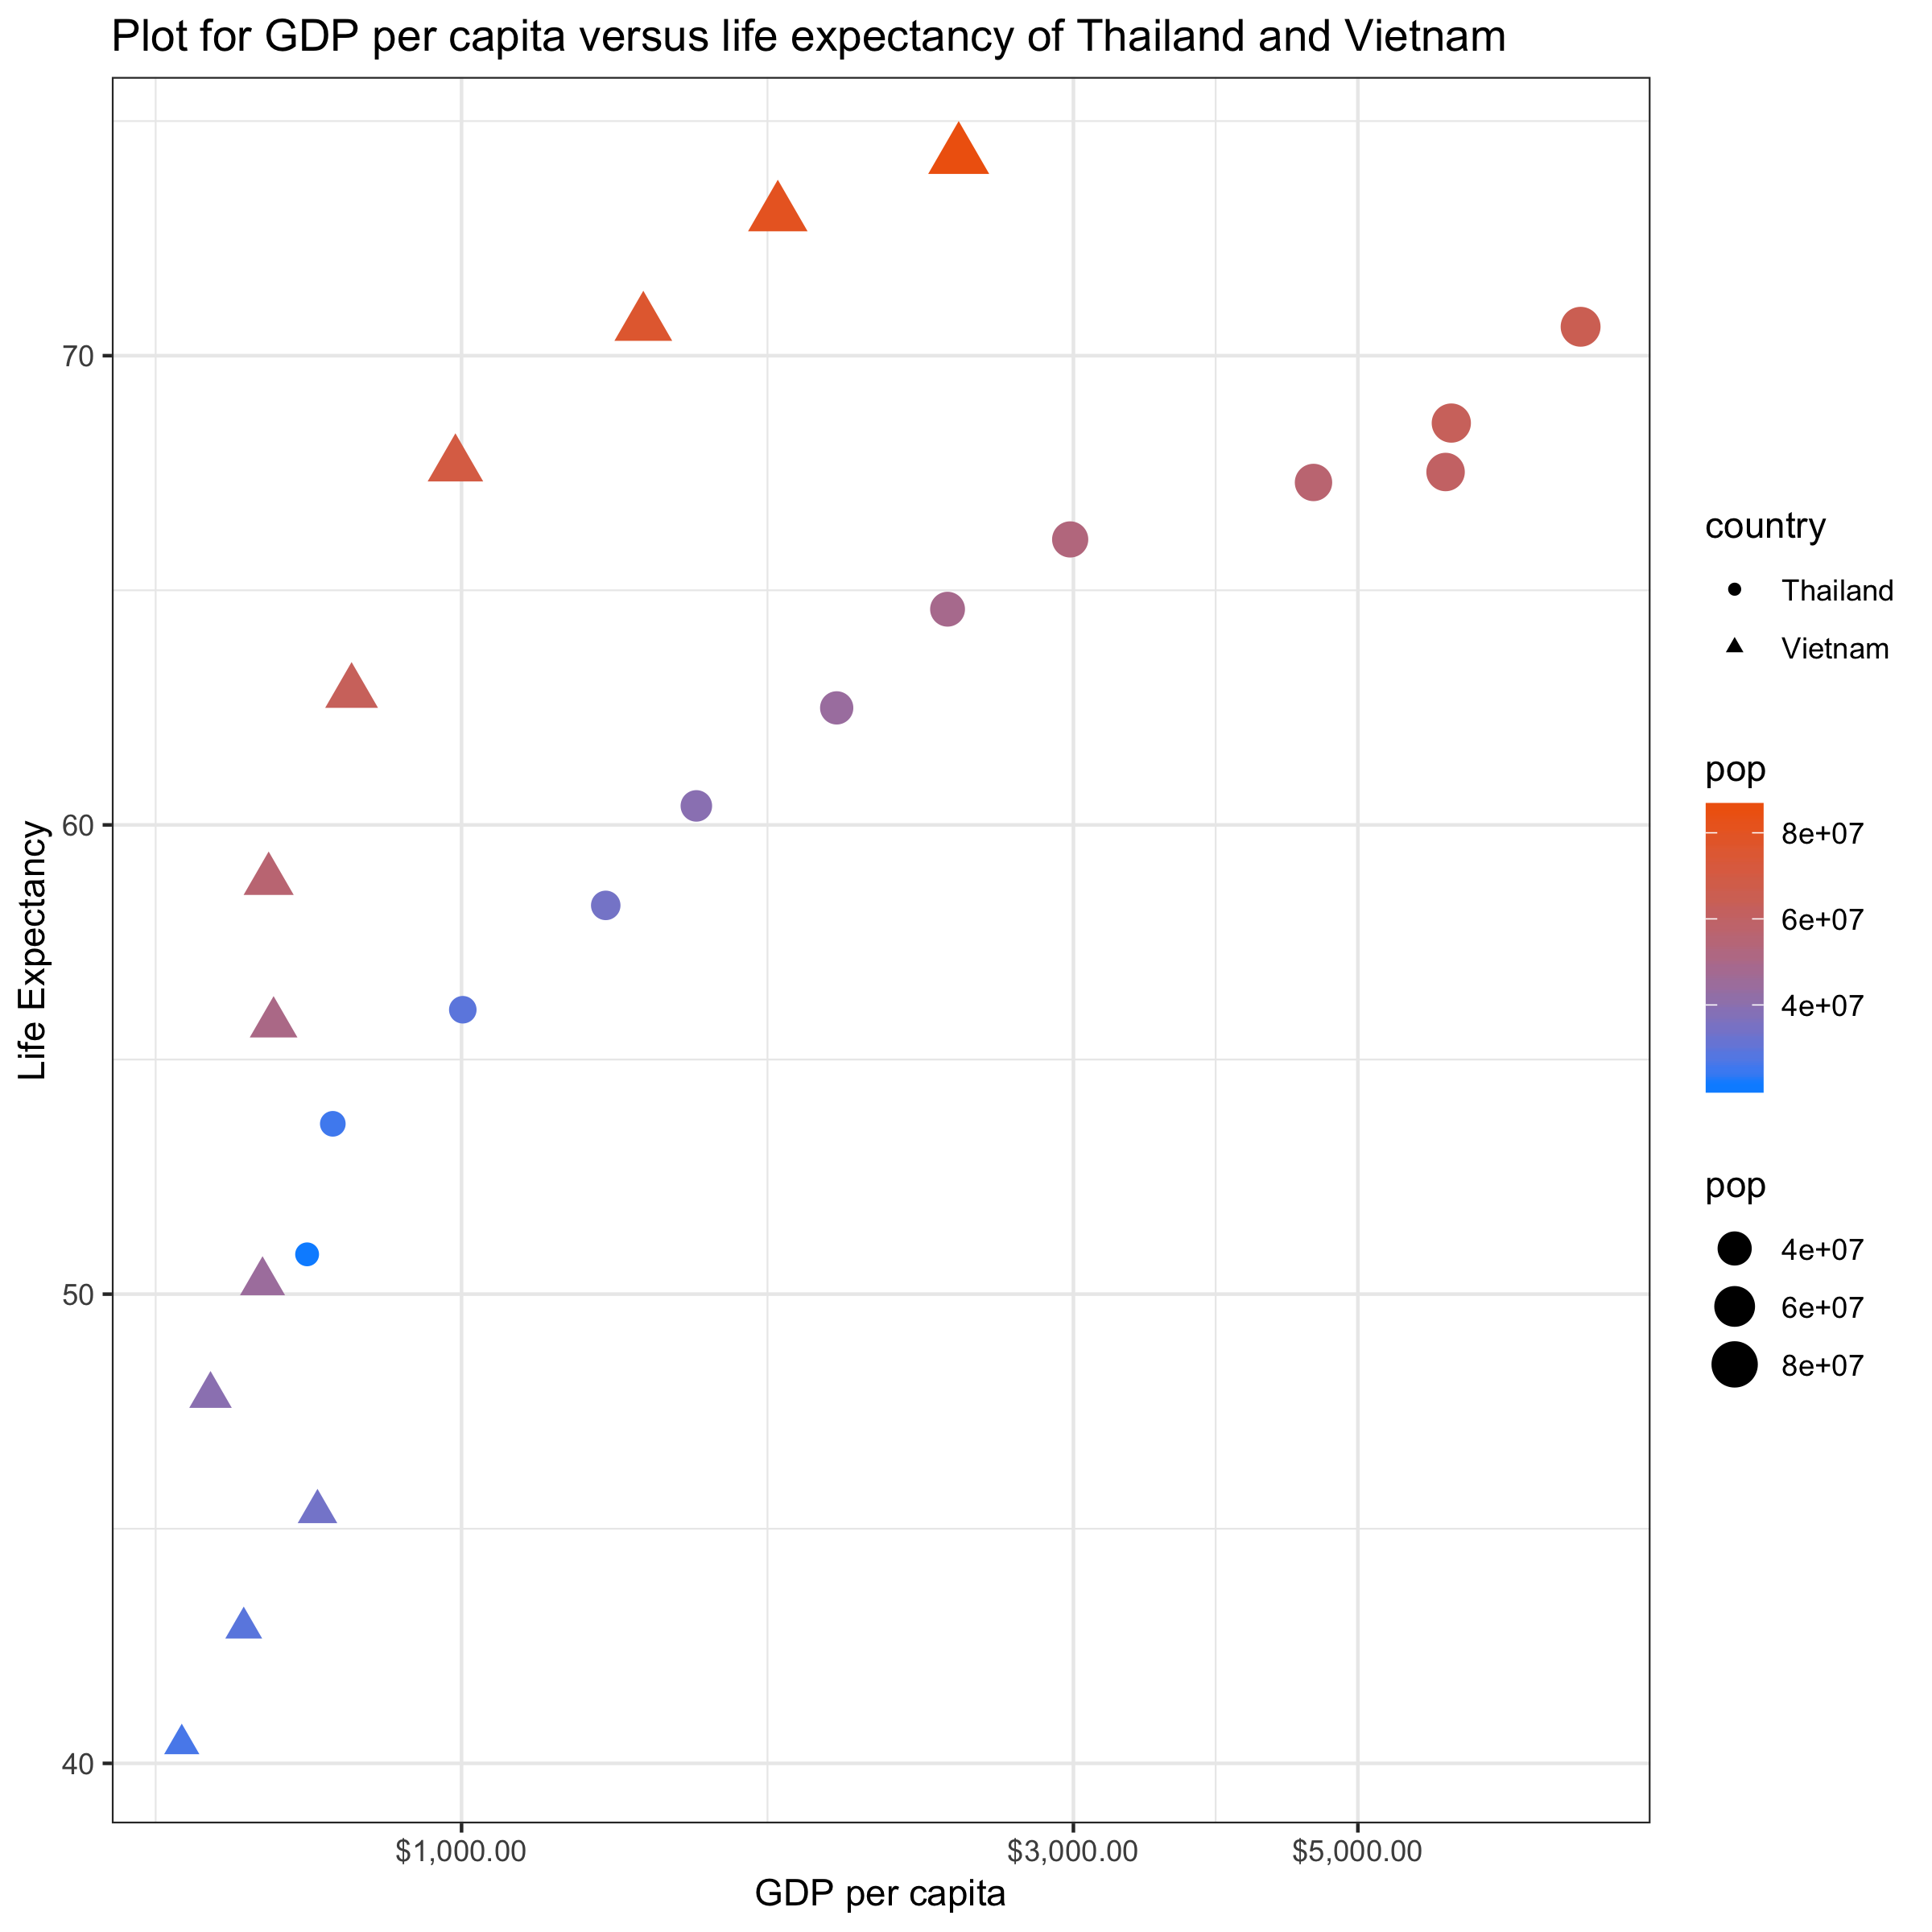 Plot for GDP per capita versus life expectancy of Thailand and Vietnam
Life Expectancy
70
60
50
40
$1,000.00
$3,000.00
$5,000.00
GDP per capita
country
Thailand
Vietnam
pop
8e+07
6e+07
4e+07
pop
4e+07
6e+07
8e+07